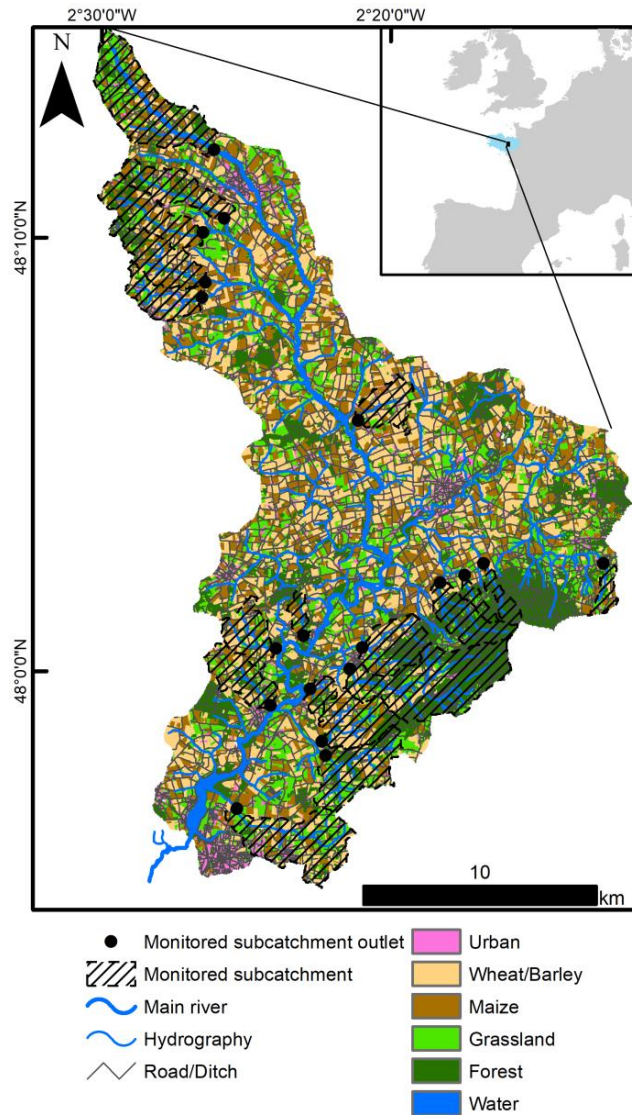 2°30'0"W
2°20'0"W
N
48°10'0"N
48°0'0"N
10
km
Monitored subcatchment outlet
Monitored subcatchment
Main river
Hydrography
Road/Ditch
Urban
Wheat/Barley
Maize
Grassland
Forest
Water